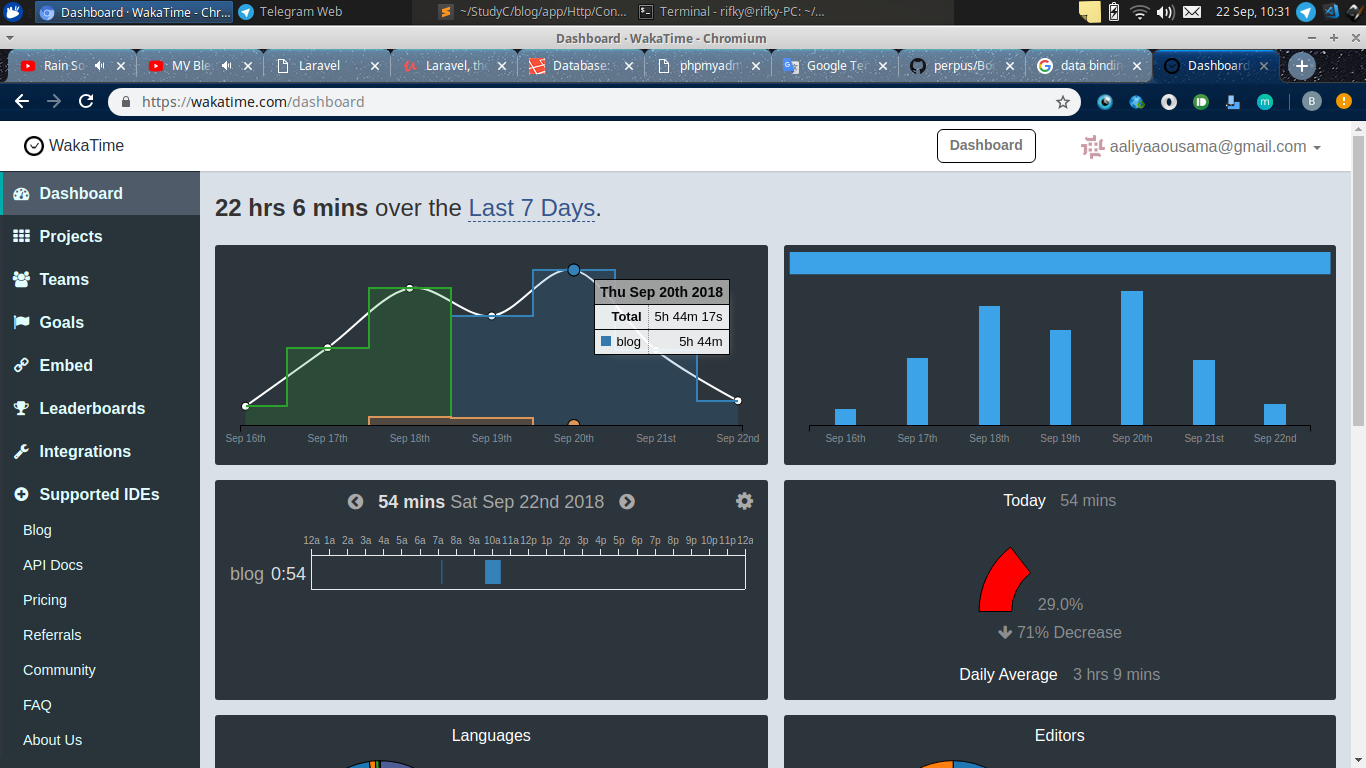 Dashboard · WakaTime - Chr...
Telegram Web
~/StudyC/blog/app/Http/Con...
Terminal - rifky@rifky-PC: ~/...
22 Sep, 10:31
Dashboard · WakaTime - Chromium
Rain So
MV Ble
Laravel
Laravel, the
Database:
phpmyadm
Google Ter
perpus/Bo
data bindin
Dashboard
https://wakatime.com/dashboard
B
WakaTime
Dashboard
aaliyaaousama@gmail.com
Dashboard
Projects
Teams
Goals
Embed
Leaderboards
Integrations
Supported IDEs
Blog
API Docs
Pricing
Referrals
Community
FAQ
About Us
22 hrs 6 mins over the Last 7 Days.
Thu Sep 20th 2018
Total 5h 44m 17s
blog 5h 44m
Sep 16th Sep 17th Sep 18th Sep 19th Sep 20th Sep 21st Sep 22nd
Sep 16th Sep 17th Sep 18th Sep 19th Sep 20th Sep 21st Sep 22nd
54 mins Sat Sep 22nd 2018
12a 1a 2a 3a 4a 5a 6a 7a 8a 9a 10a 11a 12p 1p 2p 3p 4p 5p 6p 7p 8p 9p 10p 11p 12a
blog 0:54
Today 54 mins
29.0%
71% Decrease
Daily Average 3 hrs 9 mins
Languages
Editors